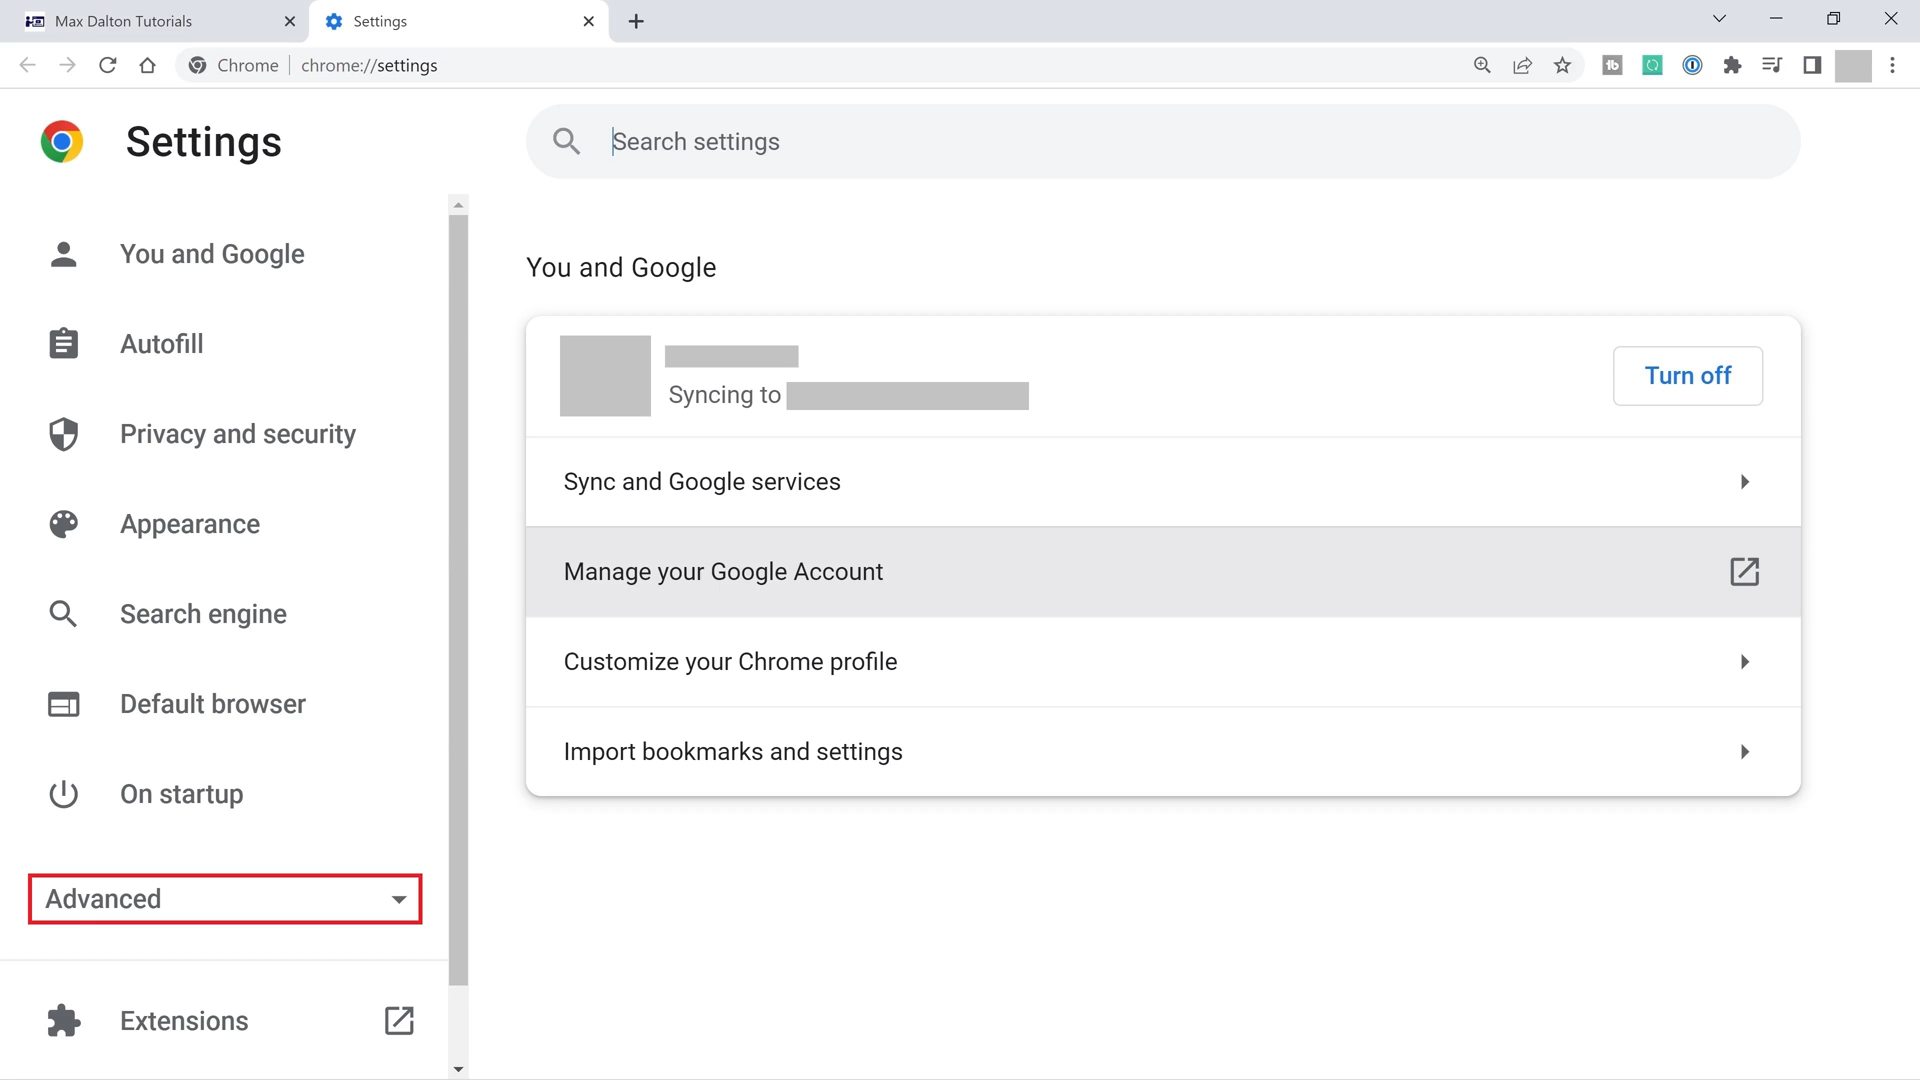 Max Dalton Tutorials
Settings
Chrome
chrome://settings
Settings
Search settings
You and Google
Autofill
Privacy and security
Appearance
Search engine
Default browser
On startup
Advanced
Extensions
You and Google
Syncing to
Turn off
Sync and Google services
Manage your Google Account
Customize your Chrome profile
Import bookmarks and settings